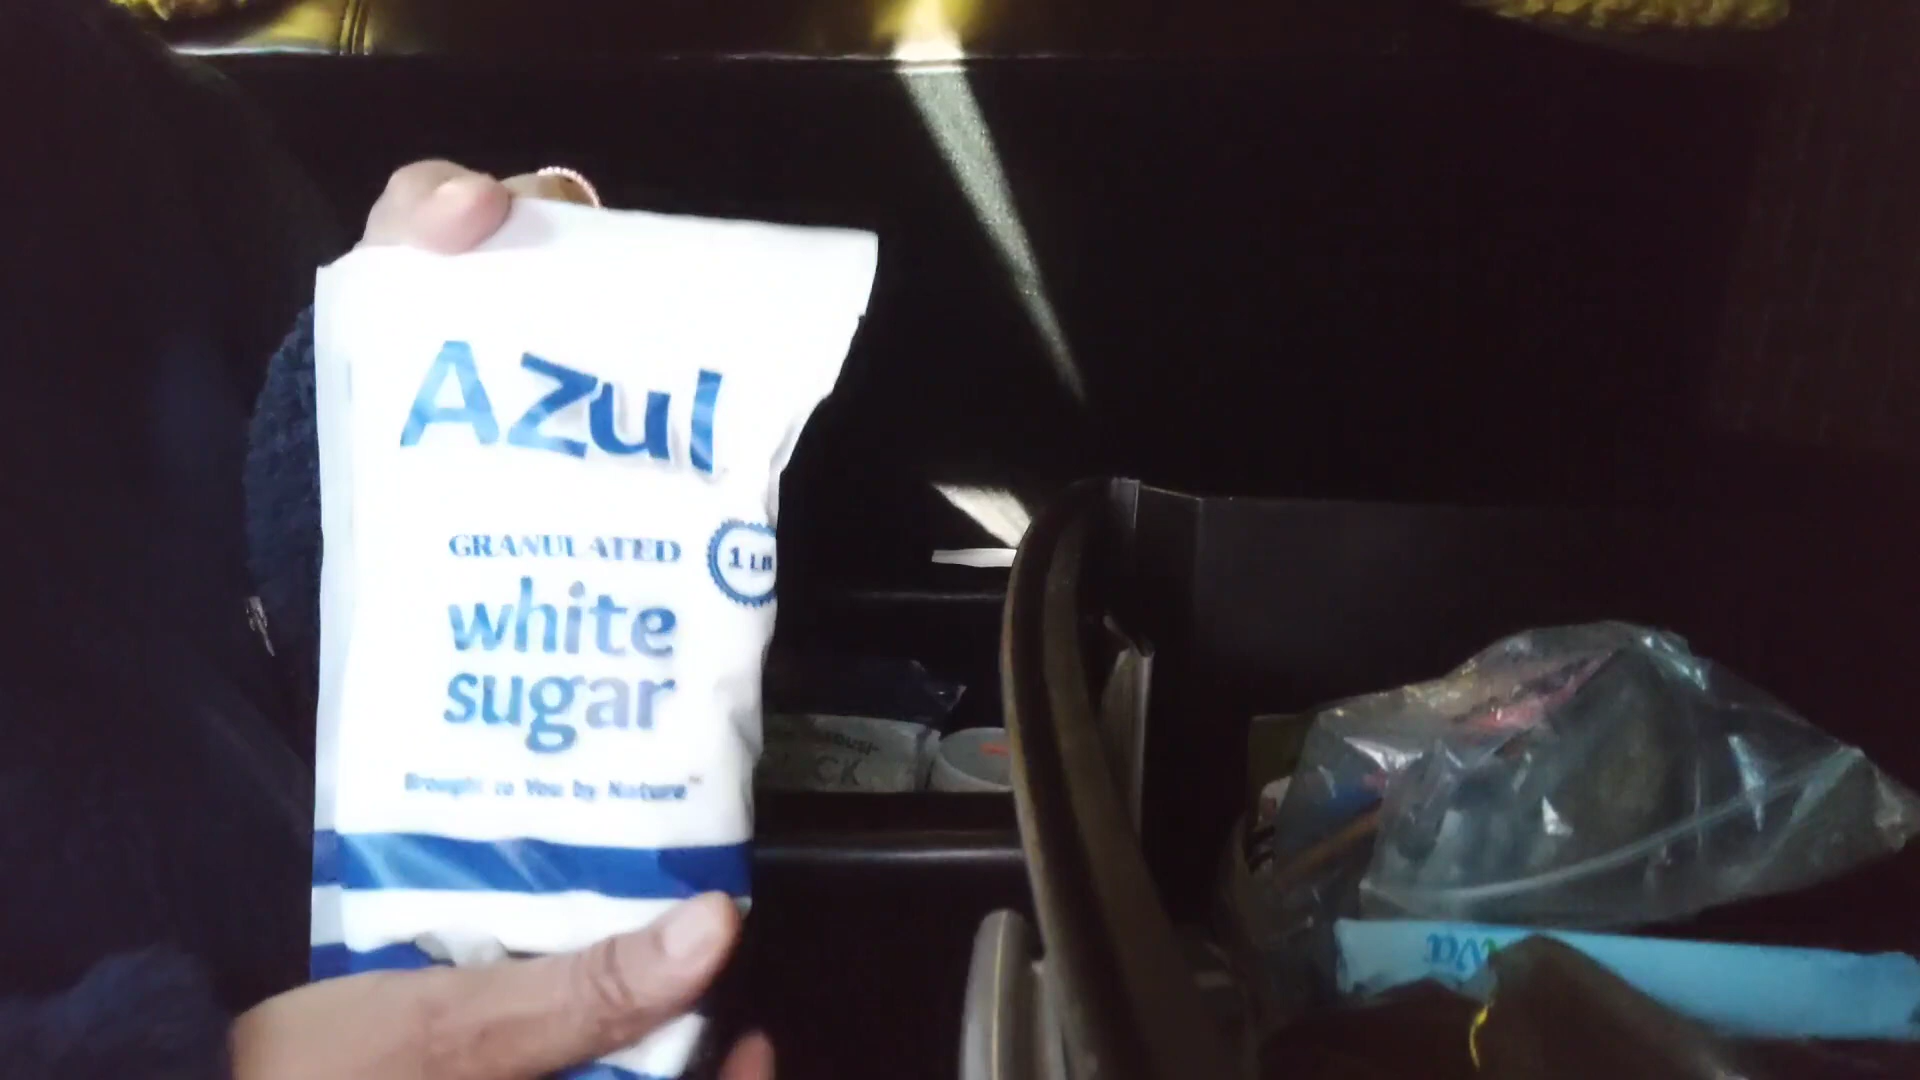 Azul
GRANULATED
1 LB
white
sugar
Brought to You by Nature™